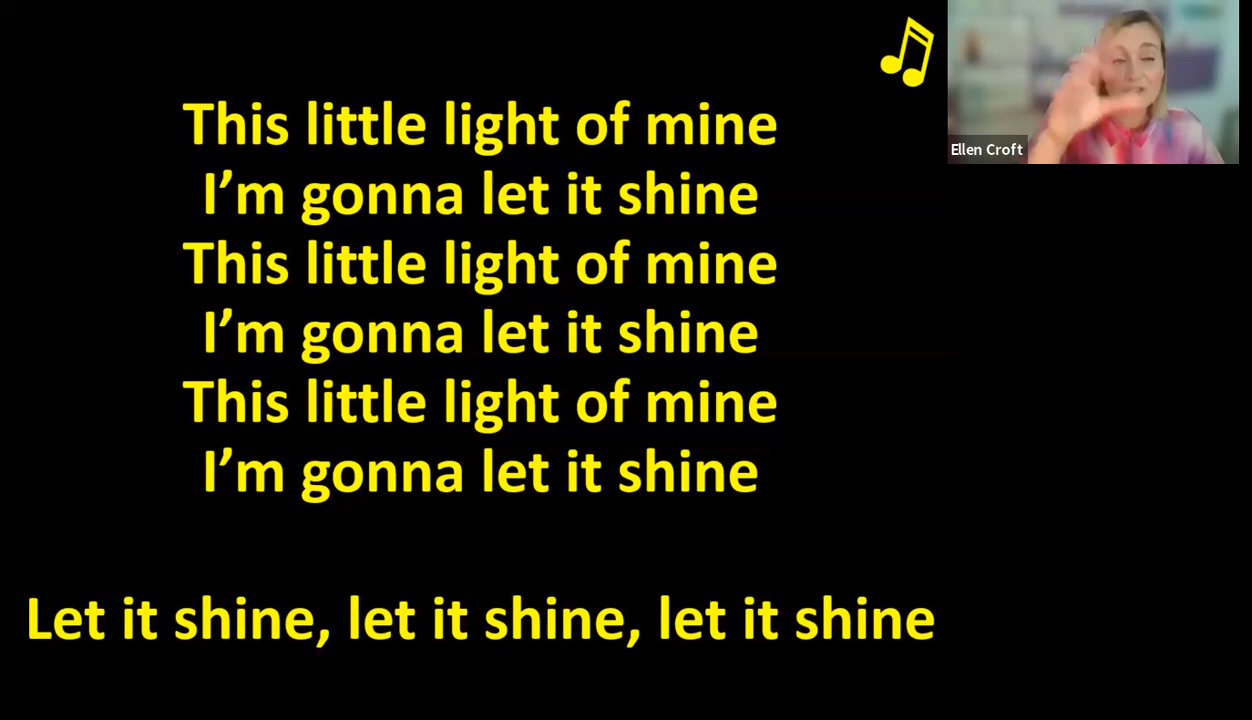 This little light of mine
I’m gonna let it shine
This little light of mine
I’m gonna let it shine
This little light of mine
I’m gonna let it shine
Let it shine, let it shine, let it shine
Ellen Croft